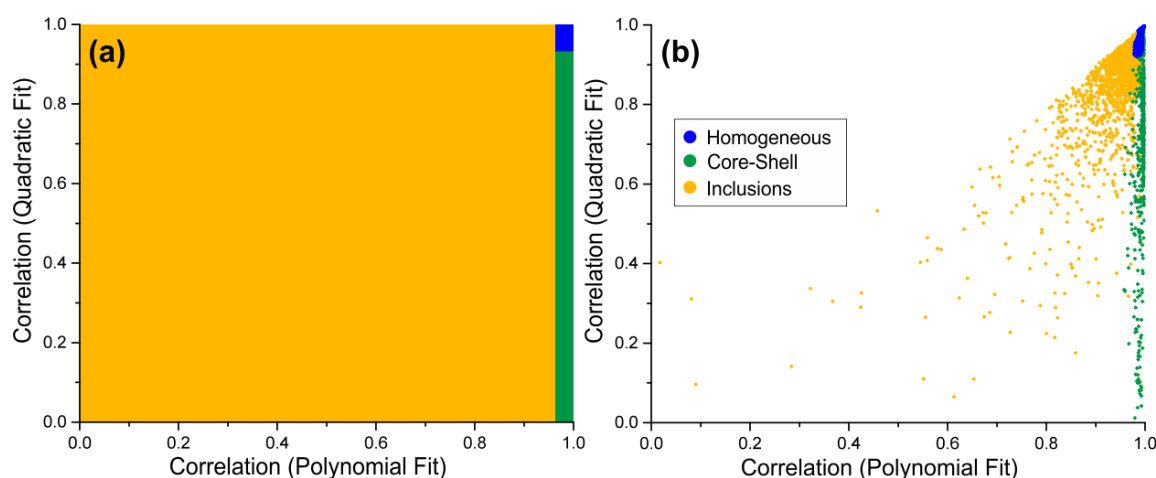 (a)
Correlation (Quadratic Fit)
1.0
0.8
0.6
0.4
0.2
0.0
0.0 0.2 0.4 0.6 0.8 1.0
Correlation (Polynomial Fit)
(b)
Correlation (Quadratic Fit)
1.0
0.8
0.6
0.4
0.2
0.0
Homogeneous
Core-Shell
Inclusions
0.0 0.2 0.4 0.6 0.8 1.0
Correlation (Polynomial Fit)